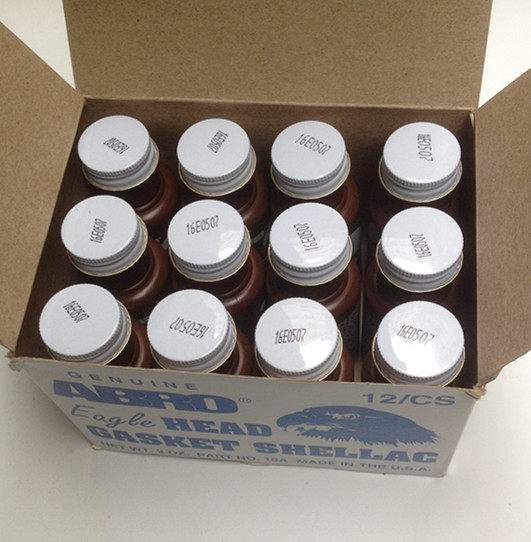 16E0507
16E0507
16E0507
16E0507
16E0507
16E0507
16E0507
16E0507
16E0507
16E0507
16E0507
16E0507
GENUINE
ABRO ®
12/CS
Eagle HEAD
GASKET SHELLAC
NET WT. 2 OZ. PART NO. 10A MADE IN THE U.S.A.